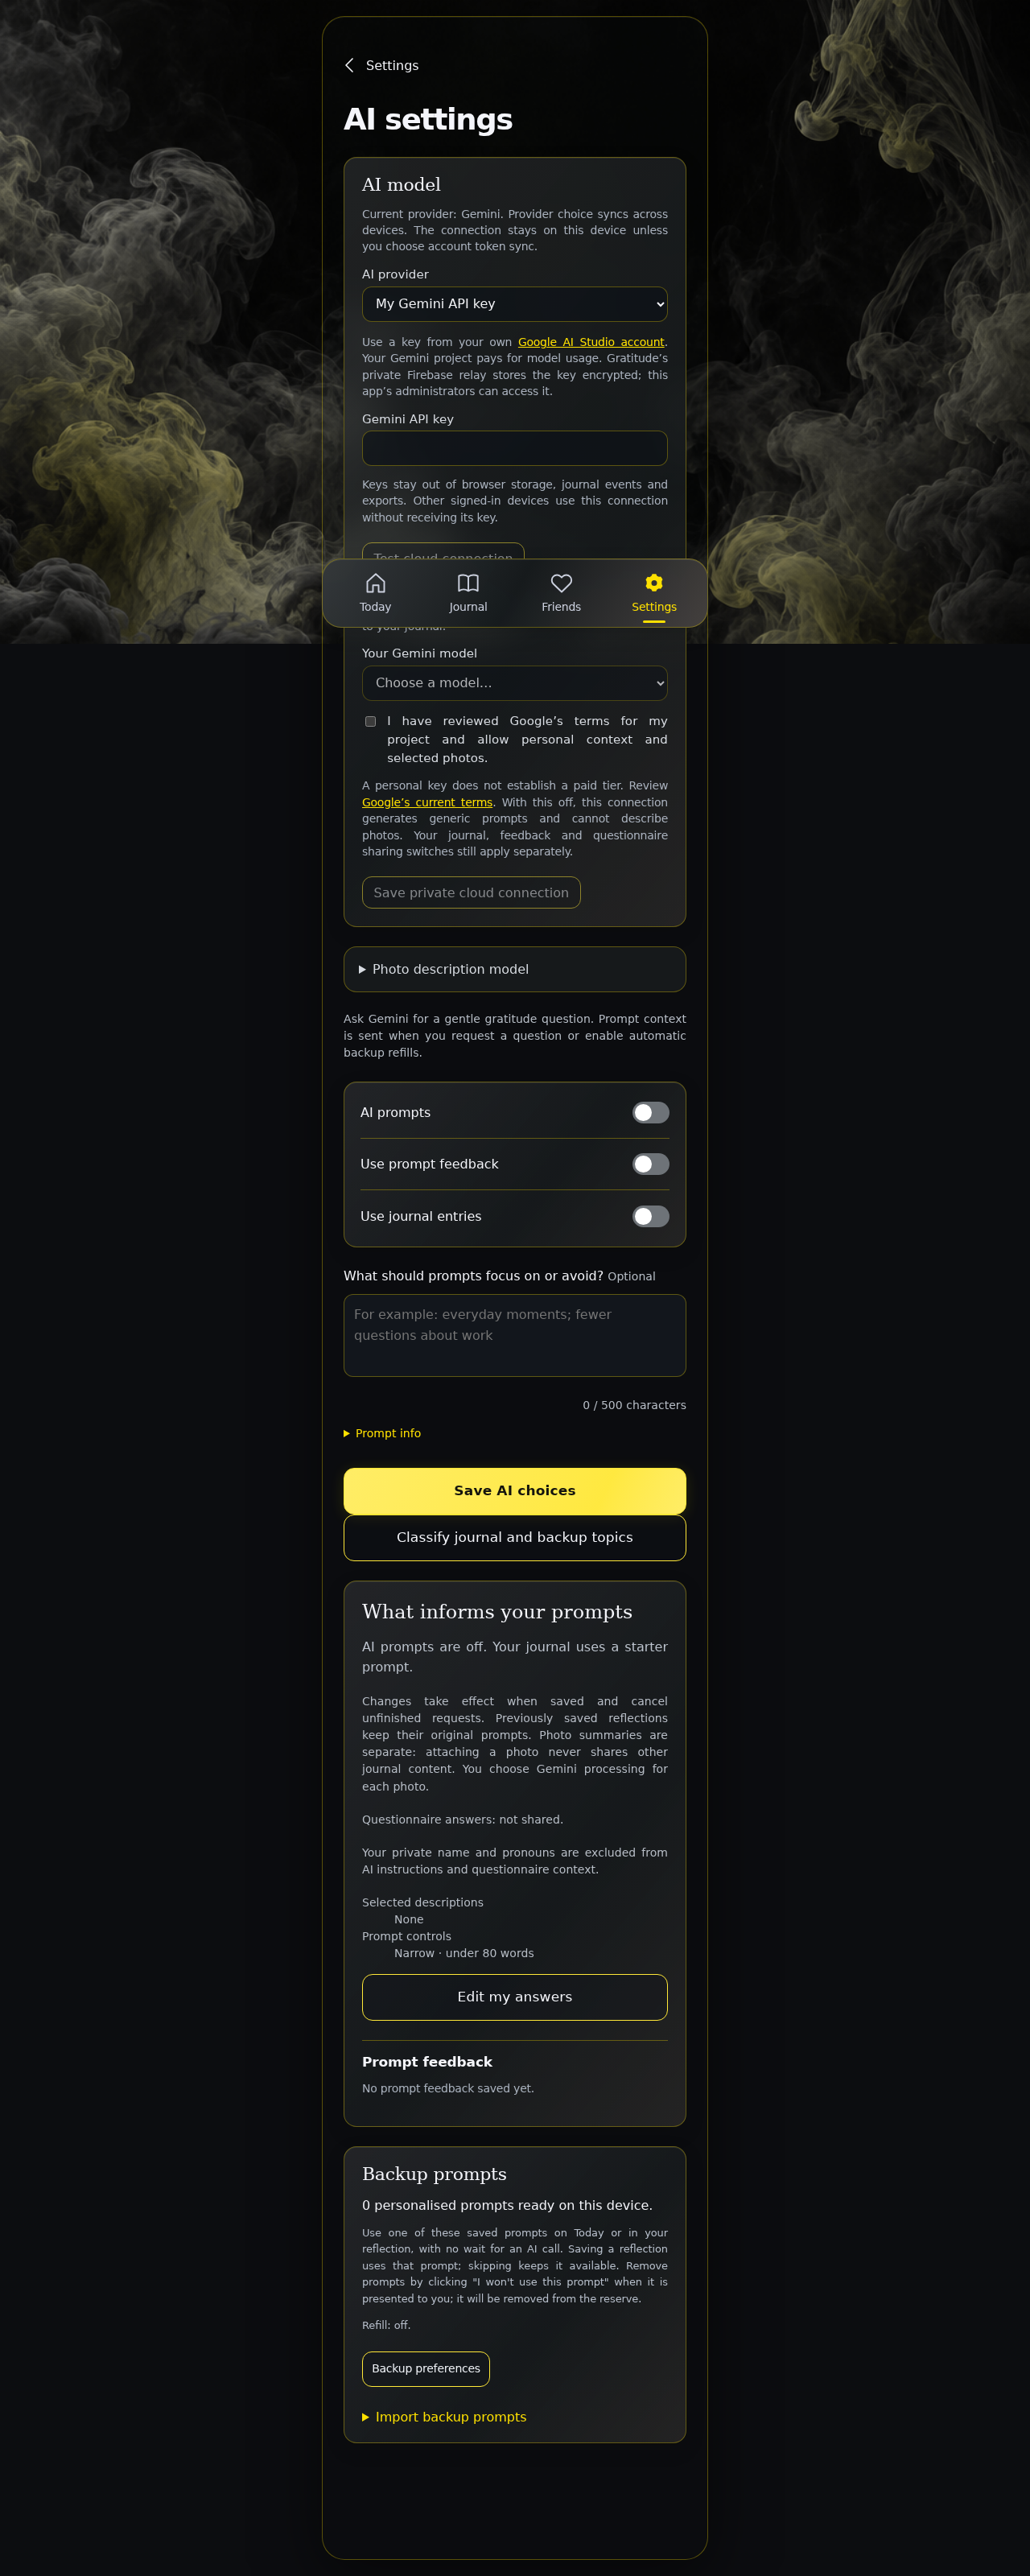 Settings
AI settings
AI model
Current provider: Gemini. Provider choice syncs across
devices. The connection stays on this device unless
you choose account token sync.
AI provider
My Gemini API key
Use a key from your own Google AI Studio account.
Your Gemini project pays for model usage. Gratitude’s
private Firebase relay stores the key encrypted; this
app’s administrators can access it.
Gemini API key
Keys stay out of browser storage, journal events and
exports. Other signed-in devices use this connection
without receiving its key.
Test cloud connection
Today
Journal
Friends
Settings
to your journal.
Your Gemini model
Choose a model...
I have reviewed Google’s terms for my
project and allow personal context and
selected photos.
A personal key does not establish a paid tier. Review
Google’s current terms. With this off, this connection
generates generic prompts and cannot describe
photos. Your journal, feedback and questionnaire
sharing switches still apply separately.
Save private cloud connection
Photo description model
Ask Gemini for a gentle gratitude question. Prompt context
is sent when you request a question or enable automatic
backup refills.
AI prompts
Use prompt feedback
Use journal entries
What should prompts focus on or avoid? Optional
For example: everyday moments; fewer
questions about work
0 / 500 characters
Prompt info
Save AI choices
Classify journal and backup topics
What informs your prompts
AI prompts are off. Your journal uses a starter
prompt.
Changes take effect when saved and cancel
unfinished requests. Previously saved reflections
keep their original prompts. Photo summaries are
separate: attaching a photo never shares other
journal content. You choose Gemini processing for
each photo.
Questionnaire answers: not shared.
Your private name and pronouns are excluded from
AI instructions and questionnaire context.
Selected descriptions
None
Prompt controls
Narrow · under 80 words
Edit my answers
Prompt feedback
No prompt feedback saved yet.
Backup prompts
0 personalised prompts ready on this device.
Use one of these saved prompts on Today or in your
reflection, with no wait for an AI call. Saving a reflection
uses that prompt; skipping keeps it available. Remove
prompts by clicking "I won't use this prompt" when it is
presented to you; it will be removed from the reserve.
Refill: off.
Backup preferences
Import backup prompts